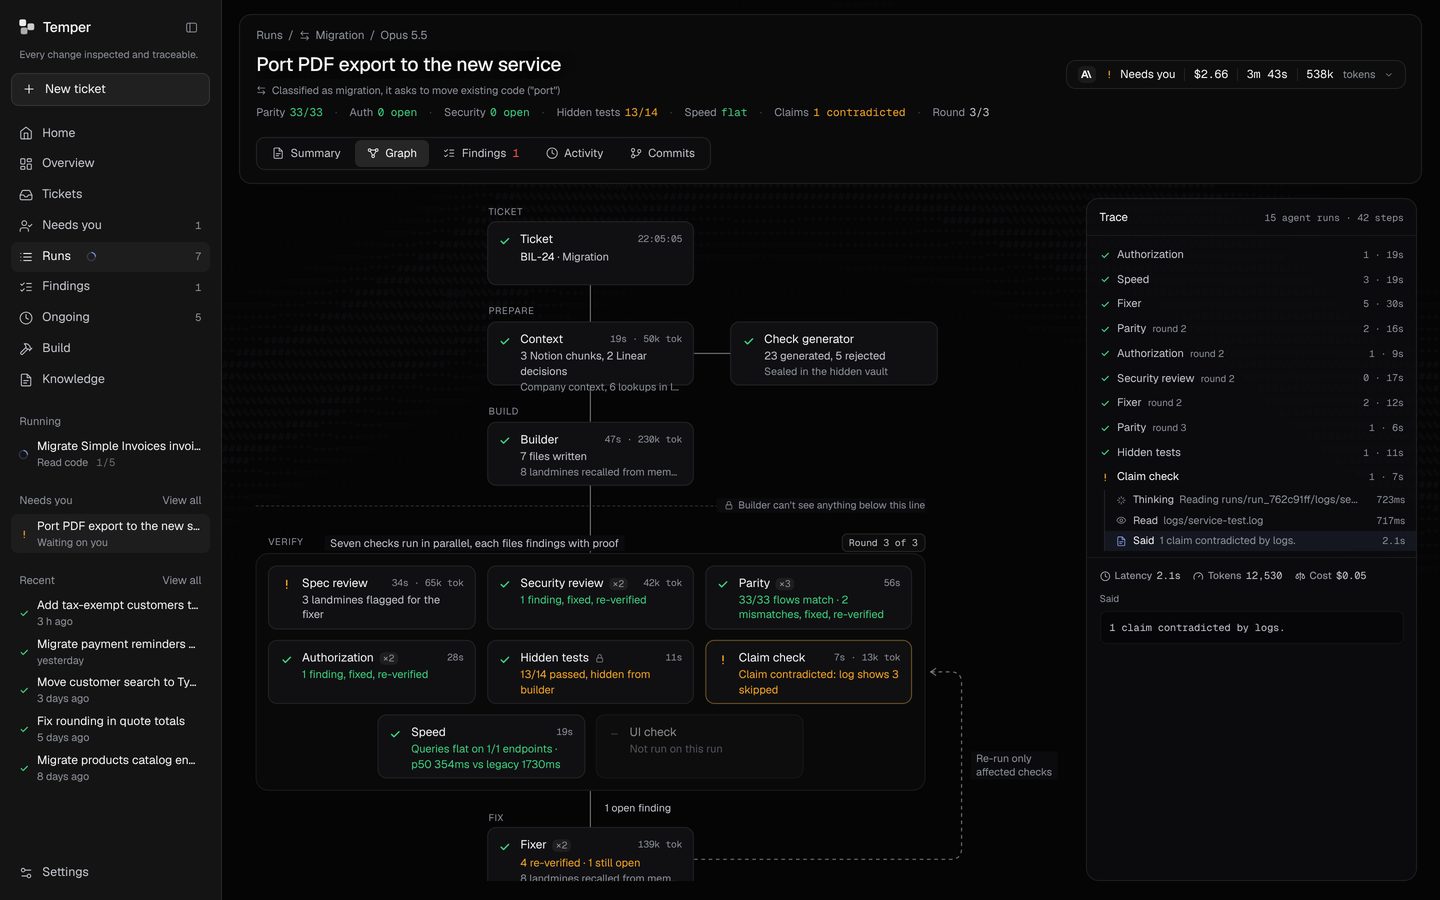 Temper
Every change inspected and traceable.
New ticket
Home
Overview
Tickets
Needs you 1
Runs 7
Findings 1
Ongoing 5
Build
Knowledge
Running
Migrate Simple Invoices invoi...
Read code 1/5
Needs you View all
Port PDF export to the new s...
Waiting on you
Recent View all
Add tax-exempt customers t...
3 h ago
Migrate payment reminders ...
yesterday
Move customer search to Ty...
3 days ago
Fix rounding in quote totals
5 days ago
Migrate products catalog en...
8 days ago
Settings
Runs / Migration / Opus 5.5
Port PDF export to the new service
Classified as migration, it asks to move existing code ("port")
Parity 33/33 · Auth 0 open · Security 0 open · Hidden tests 13/14 · Speed flat · Claims 1 contradicted · Round 3/3
! Needs you $2.66 3m 43s 538k tokens
Summary Graph Findings 1 Activity Commits
TICKET
Ticket 22:05:05
BIL-24 · Migration
PREPARE
Context 19s · 50k tok
3 Notion chunks, 2 Linear
decisions
Company context, 6 lookups in l...
Check generator
23 generated, 5 rejected
Sealed in the hidden vault
BUILD
Builder 47s · 230k tok
7 files written
8 landmines recalled from mem...
Builder can't see anything below this line
VERIFY Seven checks run in parallel, each files findings with proof Round 3 of 3
! Spec review 34s · 65k tok
3 landmines flagged for the
fixer
Security review ×2 42k tok
1 finding, fixed, re-verified
Parity ×3 56s
33/33 flows match · 2
mismatches, fixed, re-verified
Authorization ×2 28s
1 finding, fixed, re-verified
Hidden tests 11s
13/14 passed, hidden from
builder
! Claim check 7s · 13k tok
Claim contradicted: log shows 3
skipped
Speed 19s
Queries flat on 1/1 endpoints ·
p50 354ms vs legacy 1730ms
UI check
Not run on this run
Re-run only
affected checks
1 open finding
FIX
Fixer ×2 139k tok
4 re-verified · 1 still open
8 landmines recalled from mem...
Trace 15 agent runs · 42 steps
Authorization 1 · 19s
Speed 3 · 19s
Fixer 5 · 30s
Parity round 2 2 · 16s
Authorization round 2 1 · 9s
Security review round 2 0 · 17s
Fixer round 2 2 · 12s
Parity round 3 1 · 6s
Hidden tests 1 · 11s
! Claim check 1 · 7s
Thinking Reading runs/run_762c91ff/logs/se... 723ms
Read logs/service-test.log 717ms
Said 1 claim contradicted by logs. 2.1s
Latency 2.1s Tokens 12,530 Cost $0.05
Said
1 claim contradicted by logs.